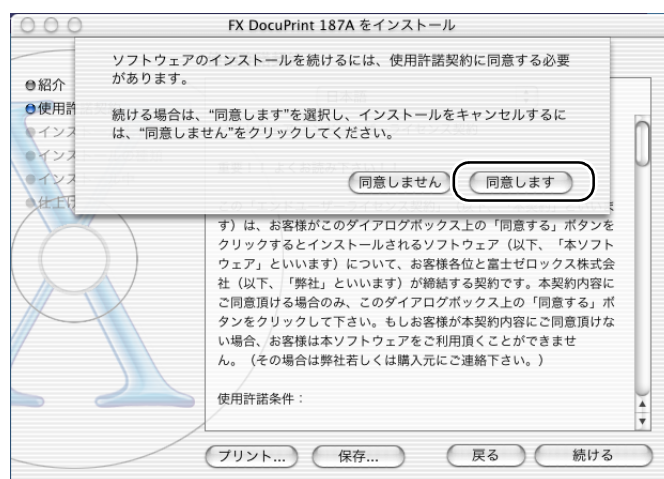 FX DocuPrint 187A をインストール
ソフトウェアのインストールを続けるには、使用許諾契約に同意する必要
があります。
続ける場合は、“同意します”を選択し、インストールをキャンセルするに
は、“同意しません”をクリックしてください。
同意しません
同意します
紹介
使用許
インス
インス
インス
仕上げ
す）は、お客様がこのダイアログボックス上の「同意する」ボタンを
クリックするとインストールされるソフトウェア（以下、「本ソフト
ウェア」といいます）について、お客様各位と富士ゼロックス株式会
社（以下、「弊社」といいます）が締結する契約です。本契約内容に
ご同意頂ける場合のみ、このダイアログボックス上の「同意する」ボ
タンをクリックして下さい。もしお客様が本契約内容にご同意頂けな
い場合、お客様は本ソフトウェアをご利用頂くことができませ
ん。（その場合は弊社若しくは購入元にご連絡下さい。）
使用許諾条件：
プリント...
保存...
戻る
続ける